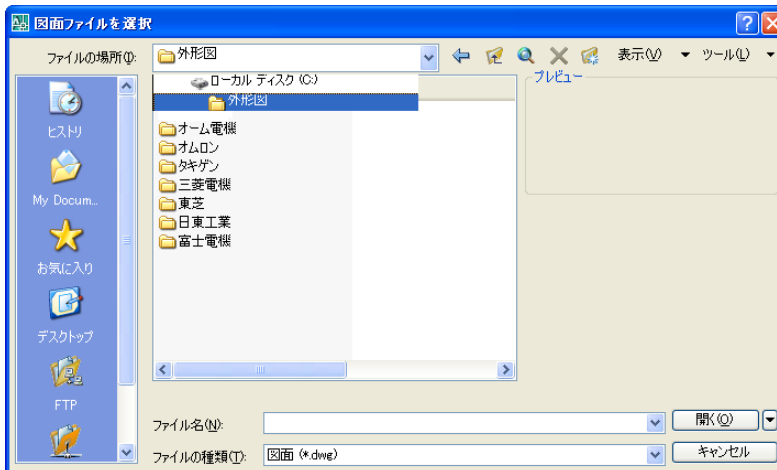 図面ファイルを選択
ファイルの場所(I):
外形図
表示(V)
ツール(L)
ローカル ディスク (C:)
外形図
プレビュー
オーム電機
オムロン
タキゲン
三菱電機
東芝
日東工業
富士電機
ヒストリ
My Docum...
お気に入り
デスクトップ
FTP
ファイル名(N):
開く(O)
ファイルの種類(T):
図面 (*.dwg)
キャンセル